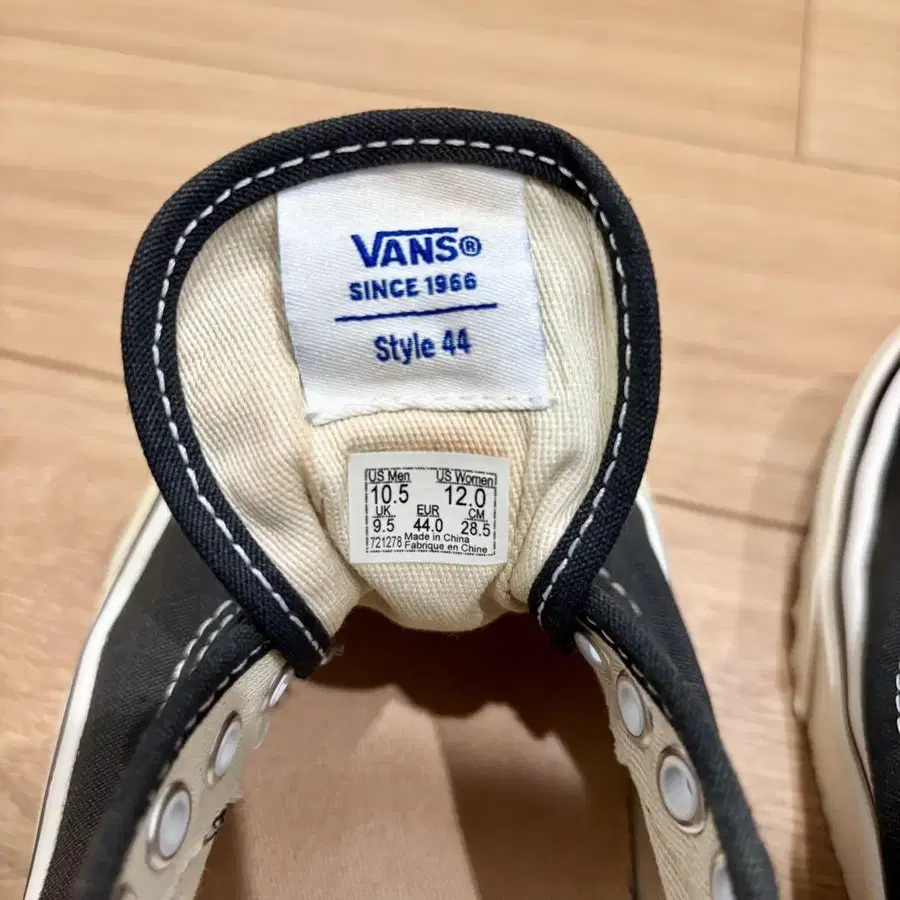 VANS®
SINCE 1966
Style 44
US Men US Women
10.5 12.0
UK EUR CM
9.5 44.0 28.5
721278 Made in China
Fabrique en Chine